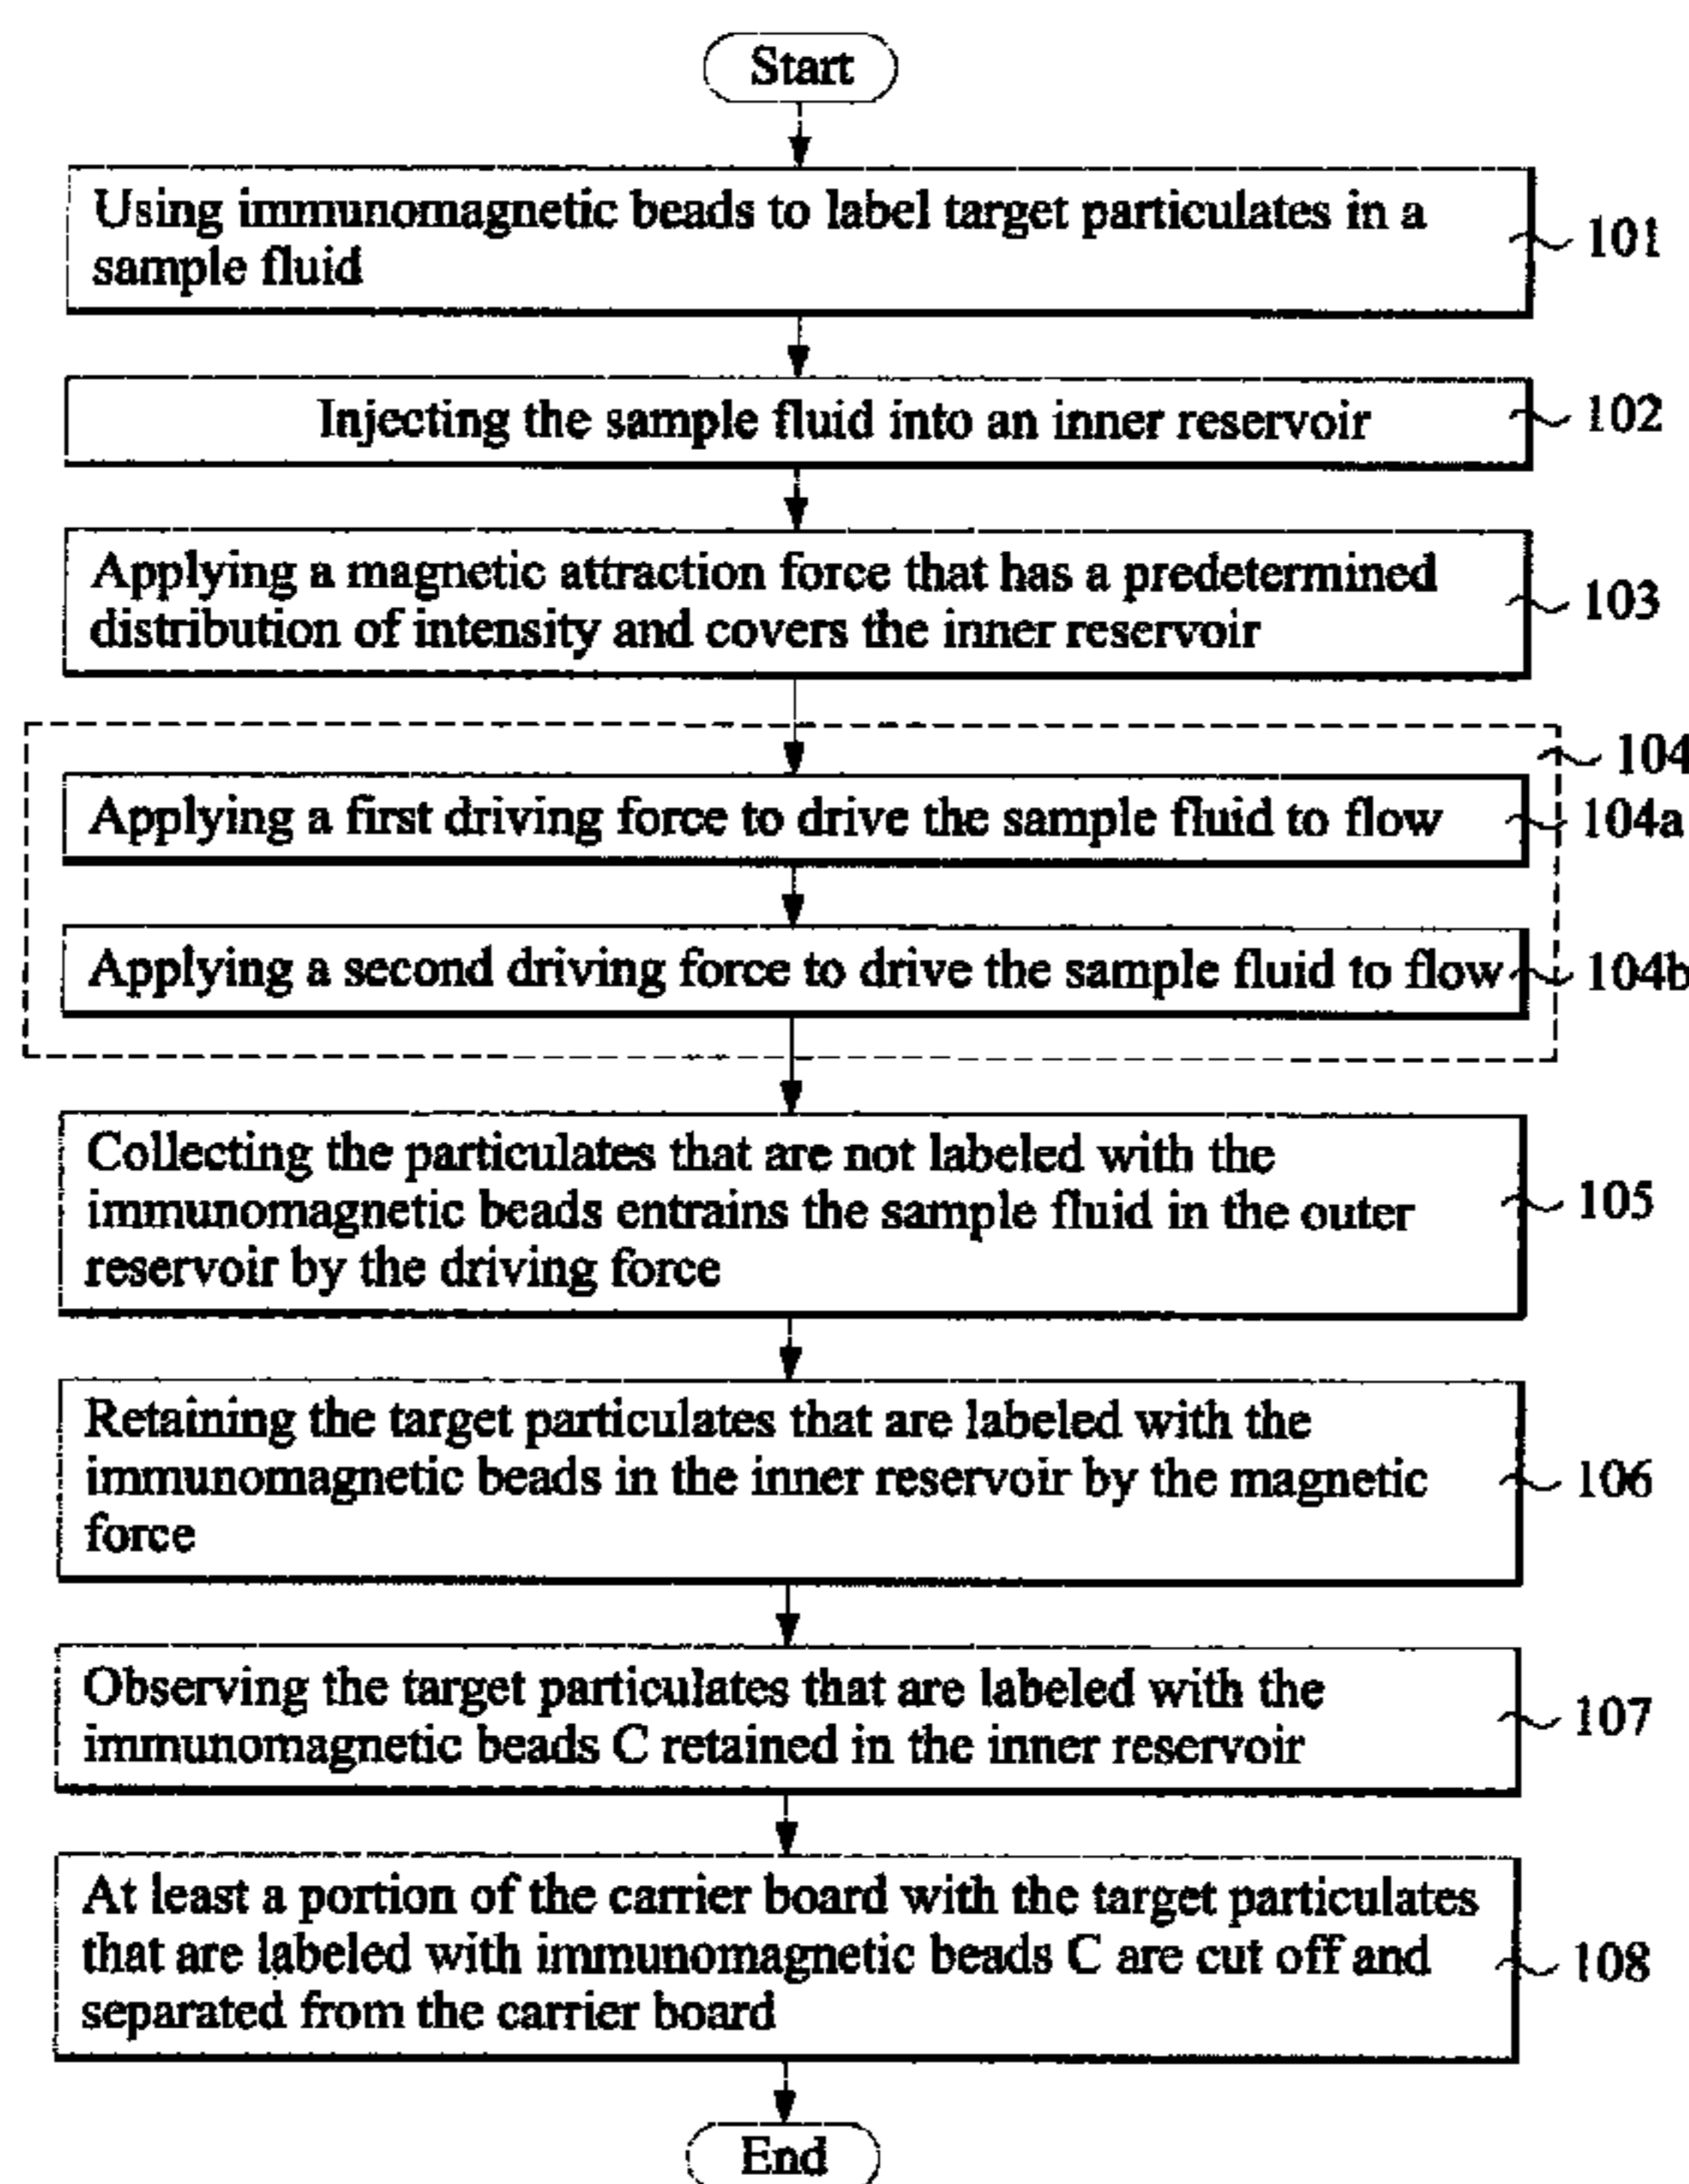 Start
Using immunomagnetic beads to label target particulates in a
sample fluid
101
Injecting the sample fluid into an inner reservoir
102
Applying a magnetic attraction force that has a predetermined
distribution of intensity and covers the inner reservoir
103
104
Applying a first driving force to drive the sample fluid to flow
104a
Applying a second driving force to drive the sample fluid to flow
104b
Collecting the particulates that are not labeled with the
immunomagnetic beads entrains the sample fluid in the outer
reservoir by the driving force
105
Retaining the target particulates that are labeled with the
immunomagnetic beads in the inner reservoir by the magnetic
force
106
Observing the target particulates that are labeled with the
immunomagnetic beads C retained in the inner reservoir
107
At least a portion of the carrier board with the target particulates
that are labeled with immunomagnetic beads C are cut off and
separated from the carrier board
108
End